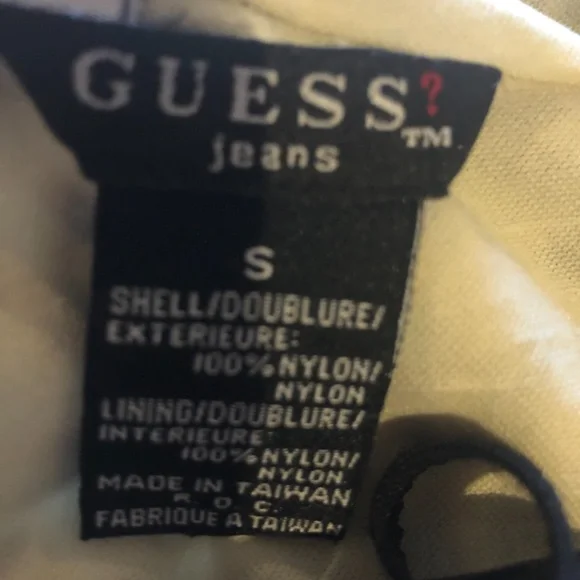 GUESS?™
jeans
S
SHELL/DOUBLURE/
EXTERIEURE:
100% NYLON/
NYLON
LINING/DOUBLURE/
INTERIEURE:
100% NYLON/
NYLON
MADE IN TAIWAN
R. O. C.
FABRIQUE A TAIWAN